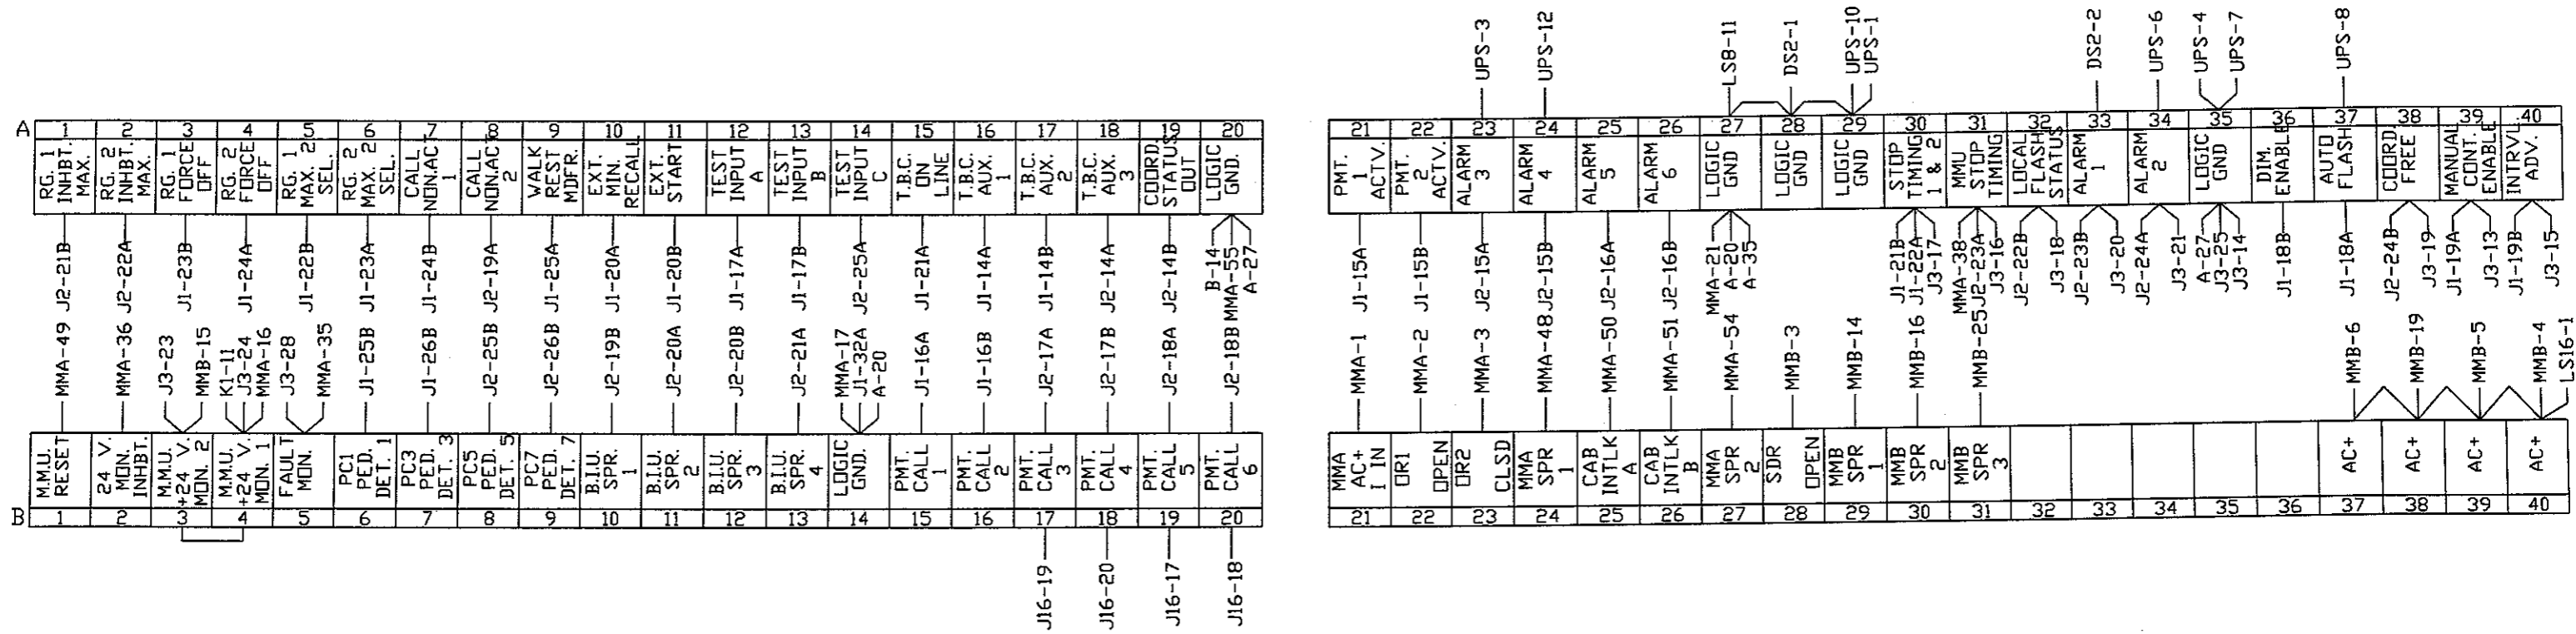 UPS-3
UPS-12
LS8-11
DS2-1
UPS-10
UPS-1
DS2-2
UPS-6
UPS-4
UPS-7
UPS-8
A 1 2 3 4 5 6 7 8 9 10 11 12 13 14 15 16 17 18 19 20
RG. 1 INHBT. MAX.
RG. 2 INHBT. MAX.
RG. 1 FORCE OFF
RG. 2 FORCE OFF
RG. 1 MAX. 2 SEL.
RG. 2 MAX. 2 SEL.
CALL NONACT 1
CALL NONACT 2
WALK REST MDFR.
EXT. MIN. RECALL
EXT. START
TEST INPUT A
TEST INPUT B
TEST INPUT C
T.B.C. ON LINE
T.B.C. AUX. 1
T.B.C. AUX. 2
T.B.C. AUX. 3
COORD. STATUS OUT
LOGIC GND.
J2-21B
J2-22A
J1-23B
J1-24A
J1-22B
J1-23A
J1-24B
J2-19A
J1-25A
J1-20A
J1-20B
J1-17A
J1-17B
J2-25A
J1-21A
J1-14A
J1-14B
J2-14A
J2-14B
B-14
MMA-55
A-27
MMA-49
MMA-36
J3-23
MMB-15
K1-11
J3-24
MMA-16
J3-28
MMA-35
J1-25B
J1-26B
J2-25B
J2-26B
J2-19B
J2-20A
J2-20B
J2-21A
MMA-17
J1-32A
A-20
J1-16A
J1-16B
J2-17A
J2-17B
J2-18A
J2-18B
M.M.U. RESET
24 V. MON. INHBT.
M.M.U. +24 V. MON. 2
M.M.U. +24 V. MON. 1
FAULT MON.
PC1 PED. DET. 1
PC3 PED. DET. 3
PC5 PED. DET. 5
PC7 PED. DET. 7
B.I.U. SPR. 1
B.I.U. SPR. 2
B.I.U. SPR. 3
B.I.U. SPR. 4
LOGIC GND.
PMT. CALL 1
PMT. CALL 2
PMT. CALL 3
PMT. CALL 4
PMT. CALL 5
PMT. CALL 6
B 1 2 3 4 5 6 7 8 9 10 11 12 13 14 15 16 17 18 19 20
J16-19
J16-20
J16-17
J16-18
21 22 23 24 25 26 27 28 29 30 31 32 33 34 35 36 37 38 39 40
PMT. 1 ACTV.
PMT. 2 ACTV.
ALARM 3
ALARM 4
ALARM 5
ALARM 6
LOGIC GND
LOGIC GND
LOGIC GND
STOP TIMING 1 & 2
MMU STOP TIMING
LOCAL FLASH STATUS
ALARM 1
ALARM 2
LOGIC GND
DIM. ENABLE
AUTO FLASH
COORD. FREE
MANUAL CONT. ENABLE
INTRVL ADV.
J1-15A
J1-15B
J2-15A
J2-15B
J2-16A
J2-16B
MMA-21
A-20
A-35
J1-21B
J1-22A
J3-17
MMA-38
J2-23A
J3-16
J2-22B
J3-18
J2-23B
J3-20
J2-24A
J3-21
A-27
J3-25
J3-14
J1-18B
J1-18A
J2-24B
J3-19
J1-19A
J3-13
J1-19B
J3-15
MMA-1
MMA-2
MMA-3
MMA-48
MMA-50
MMA-51
MMA-54
MMB-3
MMB-14
MMB-16
MMB-25
MMB-6
MMB-19
MMB-5
MMB-4
LS16-1
MMA AC+ I IN
OR1 OPEN
OR2 CLSD
MMA SPR 1
CAB INTLK A
CAB INTLK B
MMA SPR 2
SDR OPEN
MMB SPR 1
MMB SPR 2
MMB SPR 3
AC+
AC+
AC+
AC+
21 22 23 24 25 26 27 28 29 30 31 32 33 34 35 36 37 38 39 40